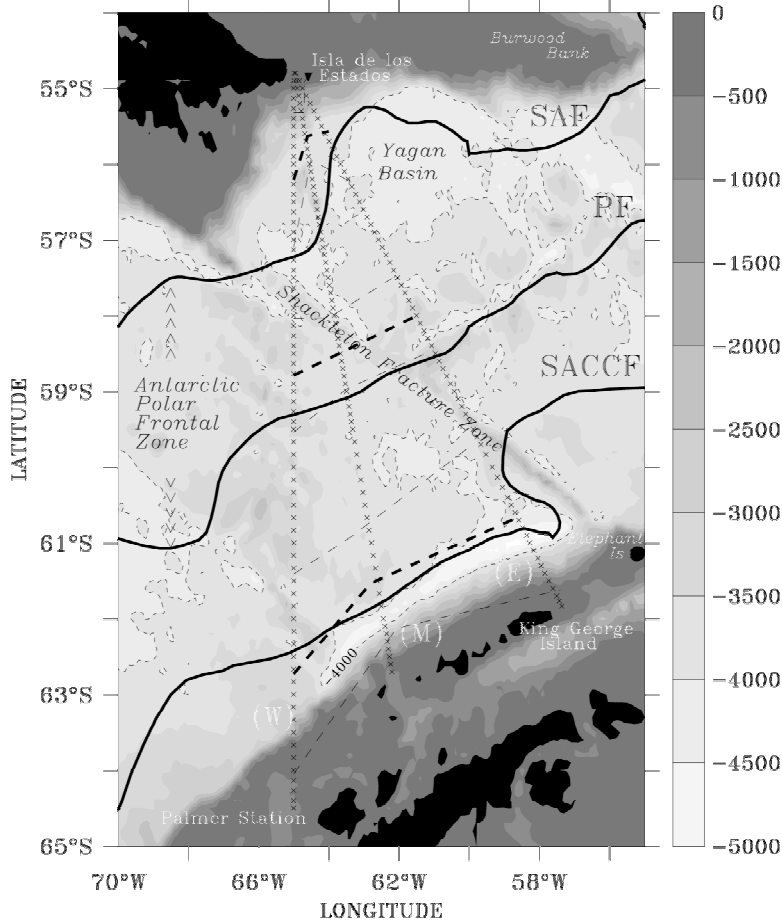 Burwood
Bank
Isla de los
Estados
SAF
Yagan
Basin
PF
Shackleton Fracture Zone
SACCF
Antarctic
Polar
Frontal
Zone
Elephant
Is
(E)
King George
Island
(M)
-4000
(W)
Palmer Station
55°S
57°S
59°S
61°S
63°S
65°S
LATITUDE
70°W 66°W 62°W 58°W
LONGITUDE
0
-500
-1000
-1500
-2000
-2500
-3000
-3500
-4000
-4500
-5000